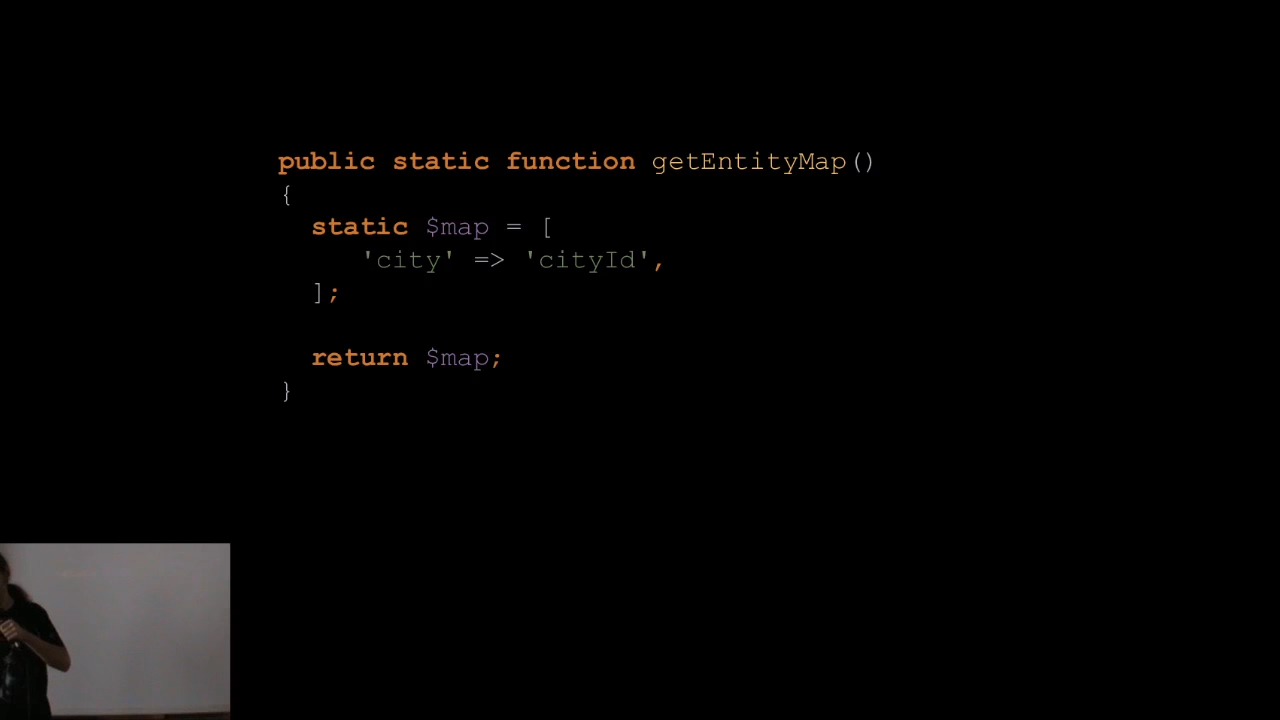 public static function getEntityMap()
{
static $map = [
'city' => 'cityId',
];
return $map;
}